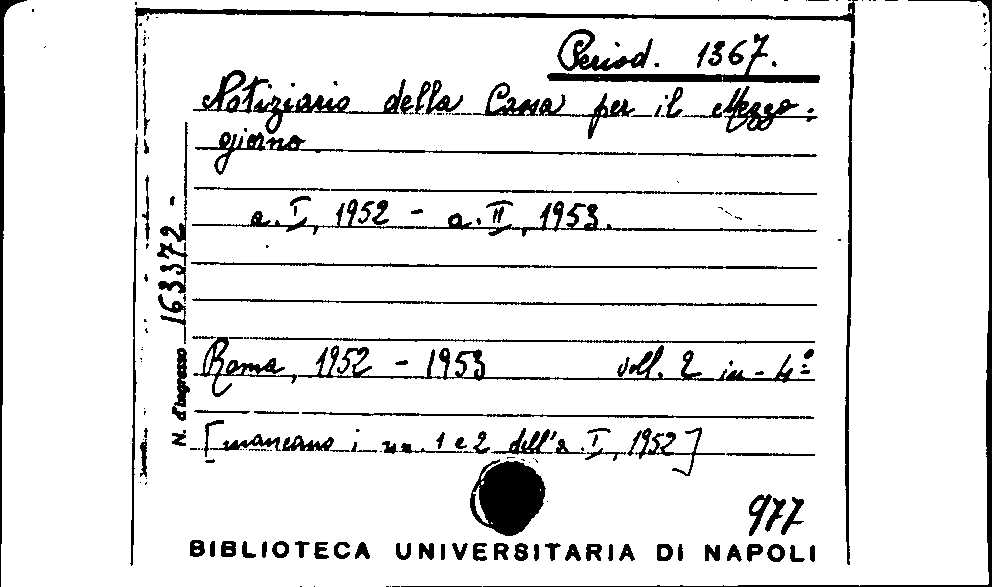 Period. 1367.
Notiziario della Cassa per il Mezzo:
giorno
a. I, 1952 - a. II, 1953.
N. d'ingresso 163372 -
Roma, 1952 - 1953 voll. 2 in-4º
[mancano i nn. 1 e 2 dell'a. I, 1952]
977
BIBLIOTECA UNIVERSITARIA DI NAPOLI